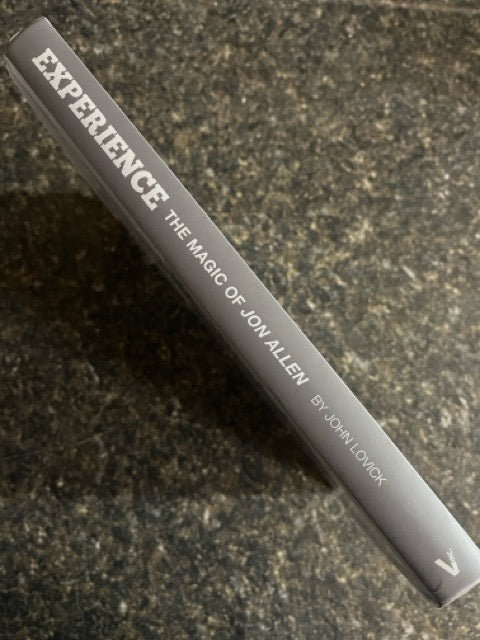 EXPERIENCE THE MAGIC OF JON ALLEN BY JOHN LOVICK